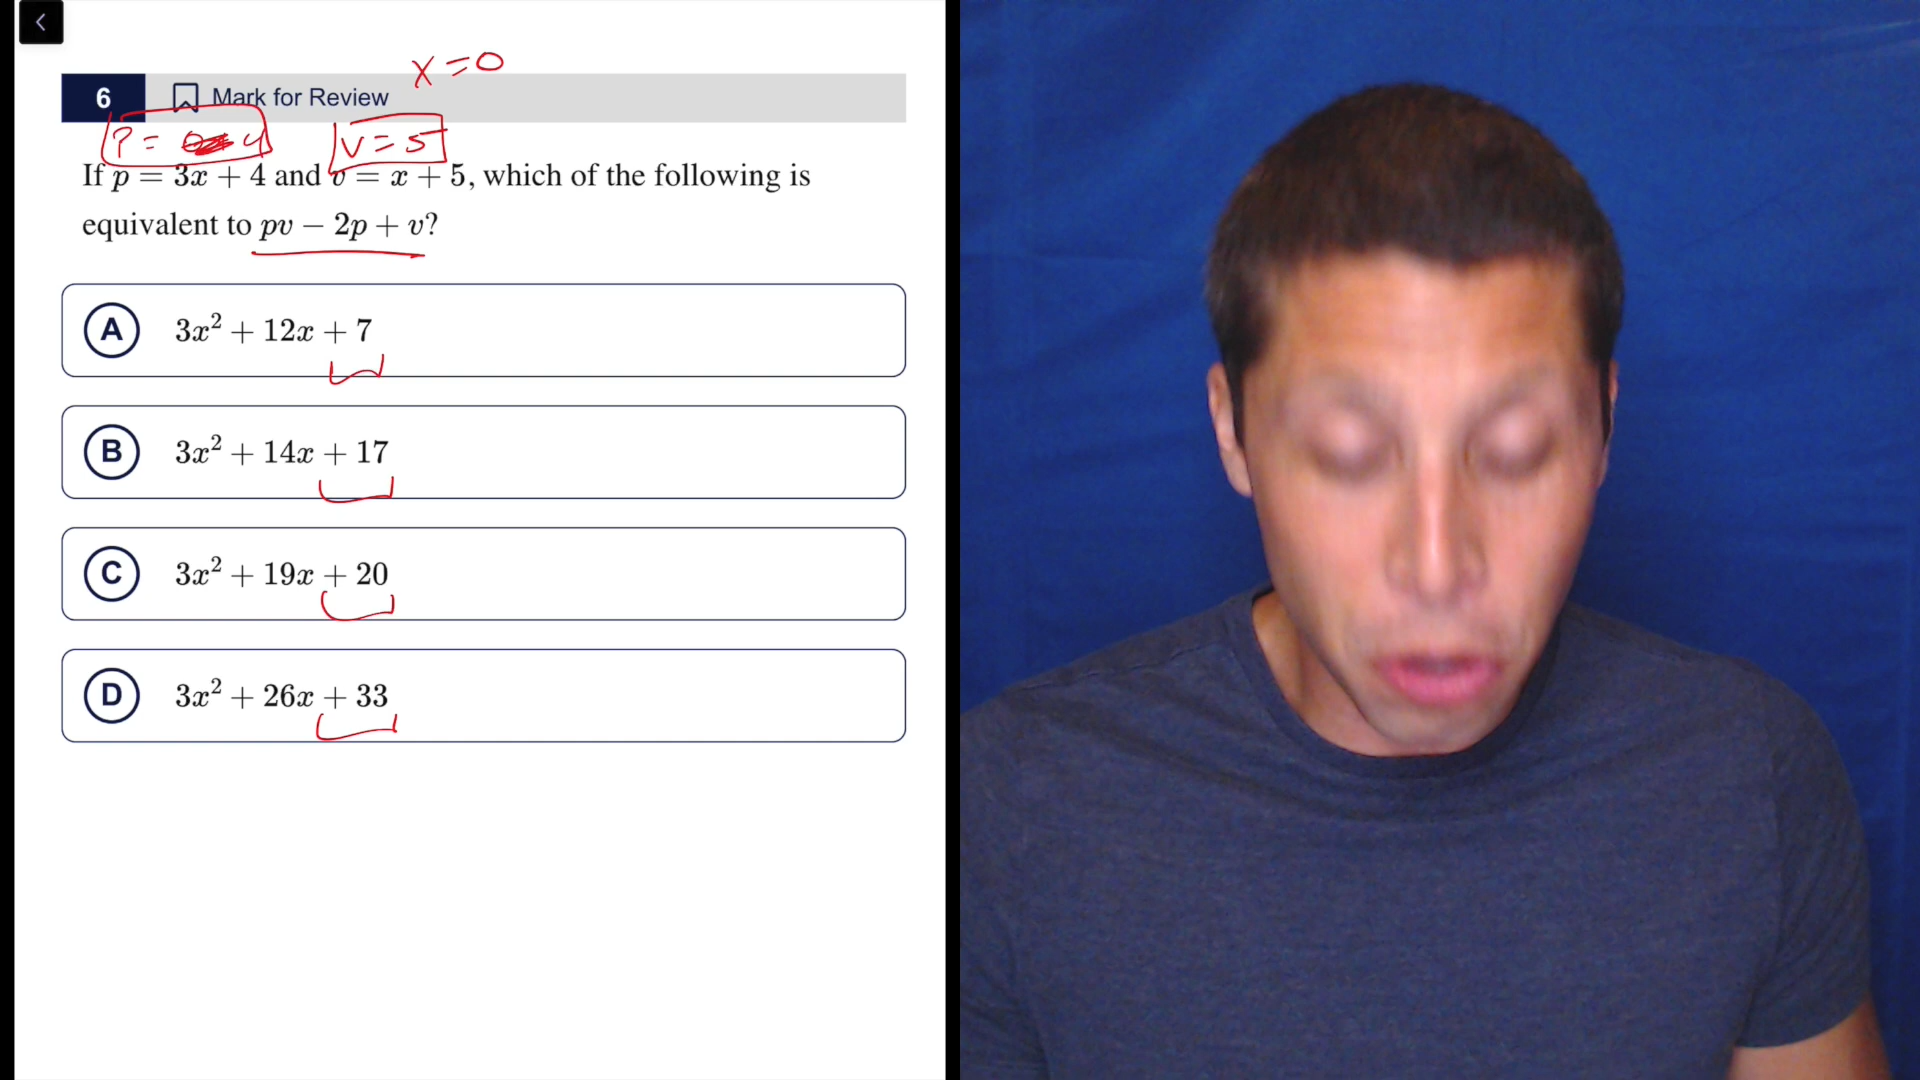 x = 0
6 Mark for Review
P = 4 v = 5
If p = 3x + 4 and v = x + 5, which of the following is
equivalent to pv − 2p + v?
A 3x² + 12x + 7
B 3x² + 14x + 17
C 3x² + 19x + 20
D 3x² + 26x + 33